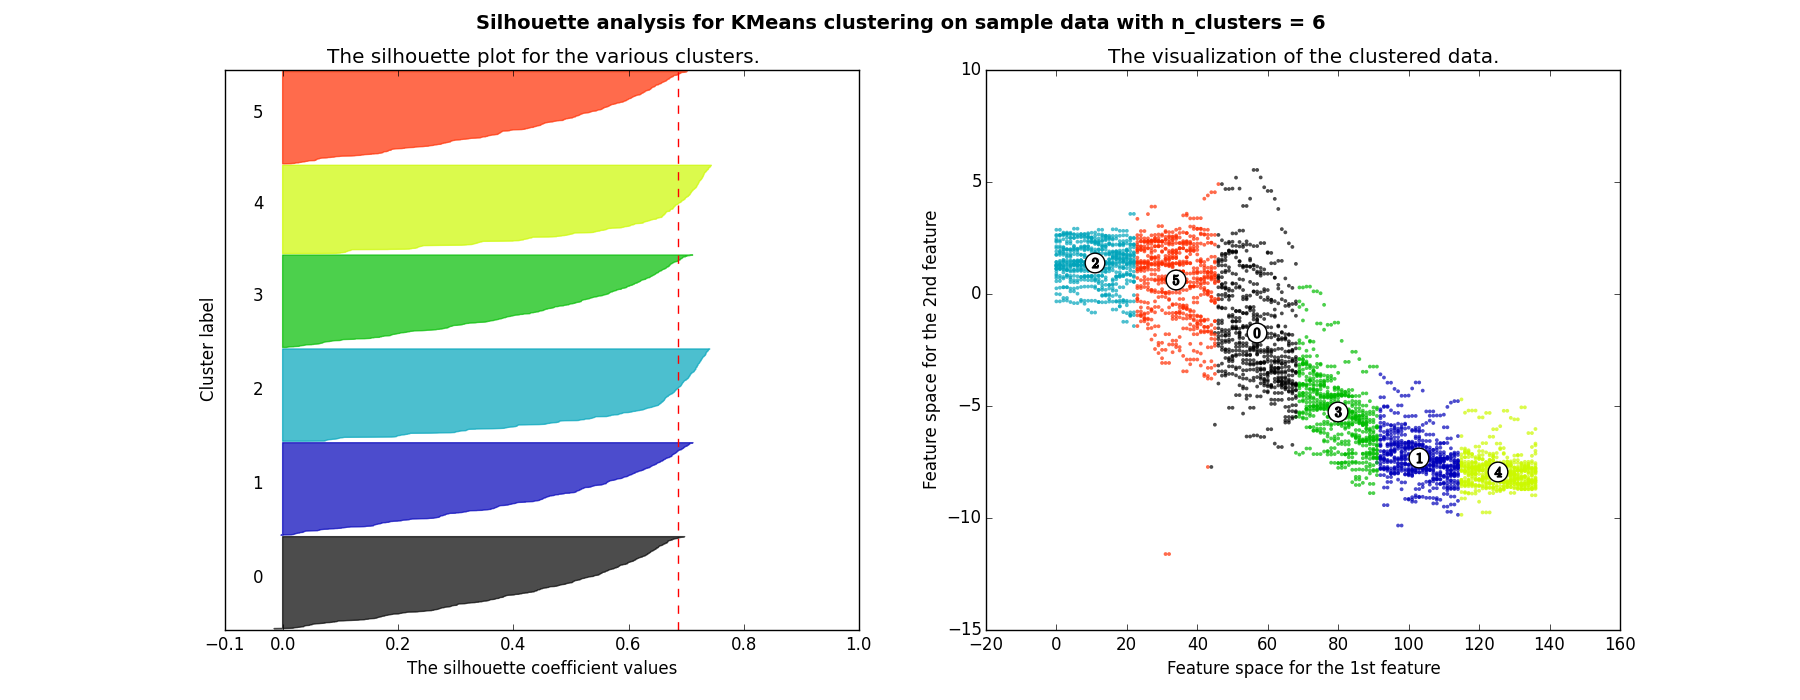 Silhouette analysis for KMeans clustering on sample data with n_clusters = 6
The silhouette plot for the various clusters.
5
4
3
2
1
0
Cluster label
−0.1 0.0 0.2 0.4 0.6 0.8 1.0
The silhouette coefficient values
The visualization of the clustered data.
10
5
0
−5
−10
−15
Feature space for the 2nd feature
2
5
0
3
1
4
−20 0 20 40 60 80 100 120 140 160
Feature space for the 1st feature